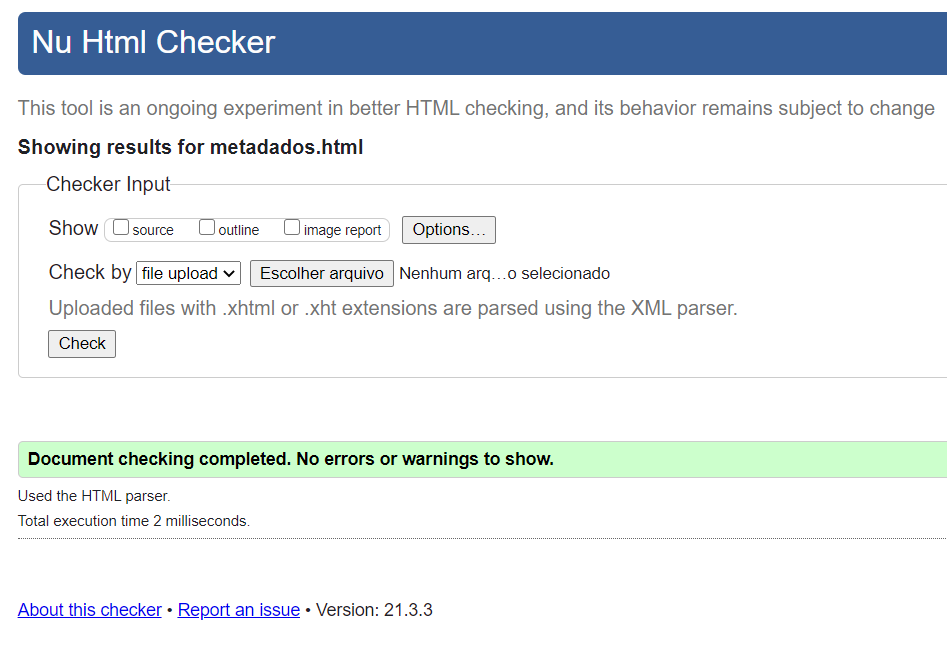 Nu Html Checker
This tool is an ongoing experiment in better HTML checking, and its behavior remains subject to change
Showing results for metadados.html
Checker Input
Show source outline image report Options…
Check by file upload Escolher arquivo Nenhum arq…o selecionado
Uploaded files with .xhtml or .xht extensions are parsed using the XML parser.
Check
Document checking completed. No errors or warnings to show.
Used the HTML parser.
Total execution time 2 milliseconds.
About this checker • Report an issue • Version: 21.3.3